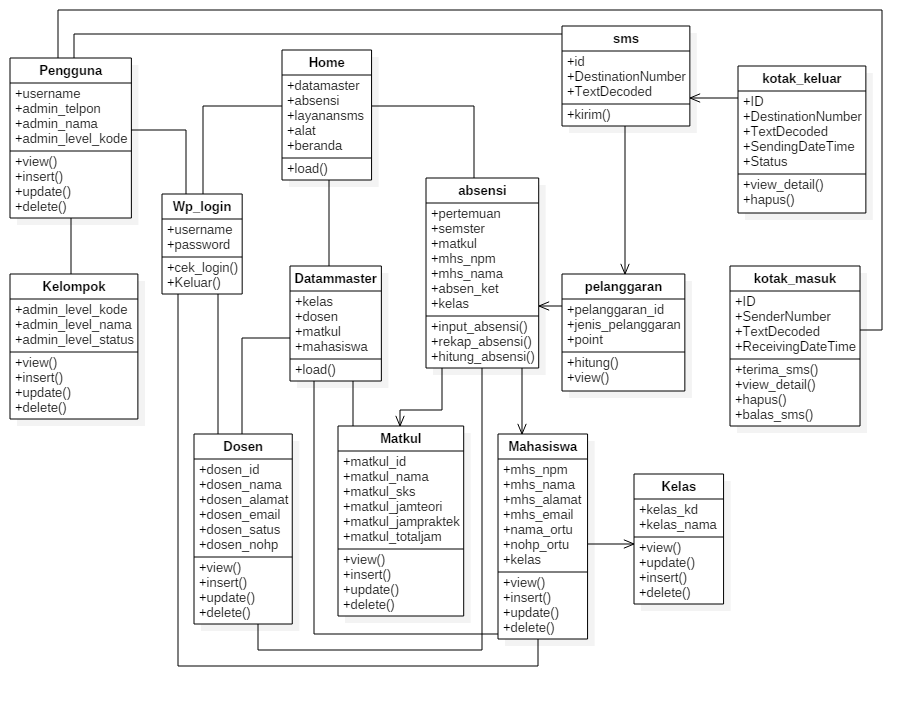 Pengguna
+username
+admin_telpon
+admin_nama
+admin_level_kode
+view()
+insert()
+update()
+delete()
Home
+datamaster
+absensi
+layanansms
+alat
+beranda
+load()
sms
+id
+DestinationNumber
+TextDecoded
+kirim()
kotak_keluar
+ID
+DestinationNumber
+TextDecoded
+SendingDateTime
+Status
+view_detail()
+hapus()
Wp_login
+username
+password
+cek_login()
+Keluar()
absensi
+pertemuan
+semster
+matkul
+mhs_npm
+mhs_nama
+absen_ket
+kelas
+input_absensi()
+rekap_absensi()
+hitung_absensi()
Kelompok
+admin_level_kode
+admin_level_nama
+admin_level_status
+view()
+insert()
+update()
+delete()
Datammaster
+kelas
+dosen
+matkul
+mahasiswa
+load()
pelanggaran
+pelanggaran_id
+jenis_pelanggaran
+point
+hitung()
+view()
kotak_masuk
+ID
+SenderNumber
+TextDecoded
+ReceivingDateTime
+terima_sms()
+view_detail()
+hapus()
+balas_sms()
Dosen
+dosen_id
+dosen_nama
+dosen_alamat
+dosen_email
+dosen_satus
+dosen_nohp
+view()
+insert()
+update()
+delete()
Matkul
+matkul_id
+matkul_nama
+matkul_sks
+matkul_jamteori
+matkul_jampraktek
+matkul_totaljam
+view()
+insert()
+update()
+delete()
Mahasiswa
+mhs_npm
+mhs_nama
+mhs_alamat
+mhs_email
+nama_ortu
+nohp_ortu
+kelas
+view()
+insert()
+update()
+delete()
Kelas
+kelas_kd
+kelas_nama
+view()
+update()
+insert()
+delete()